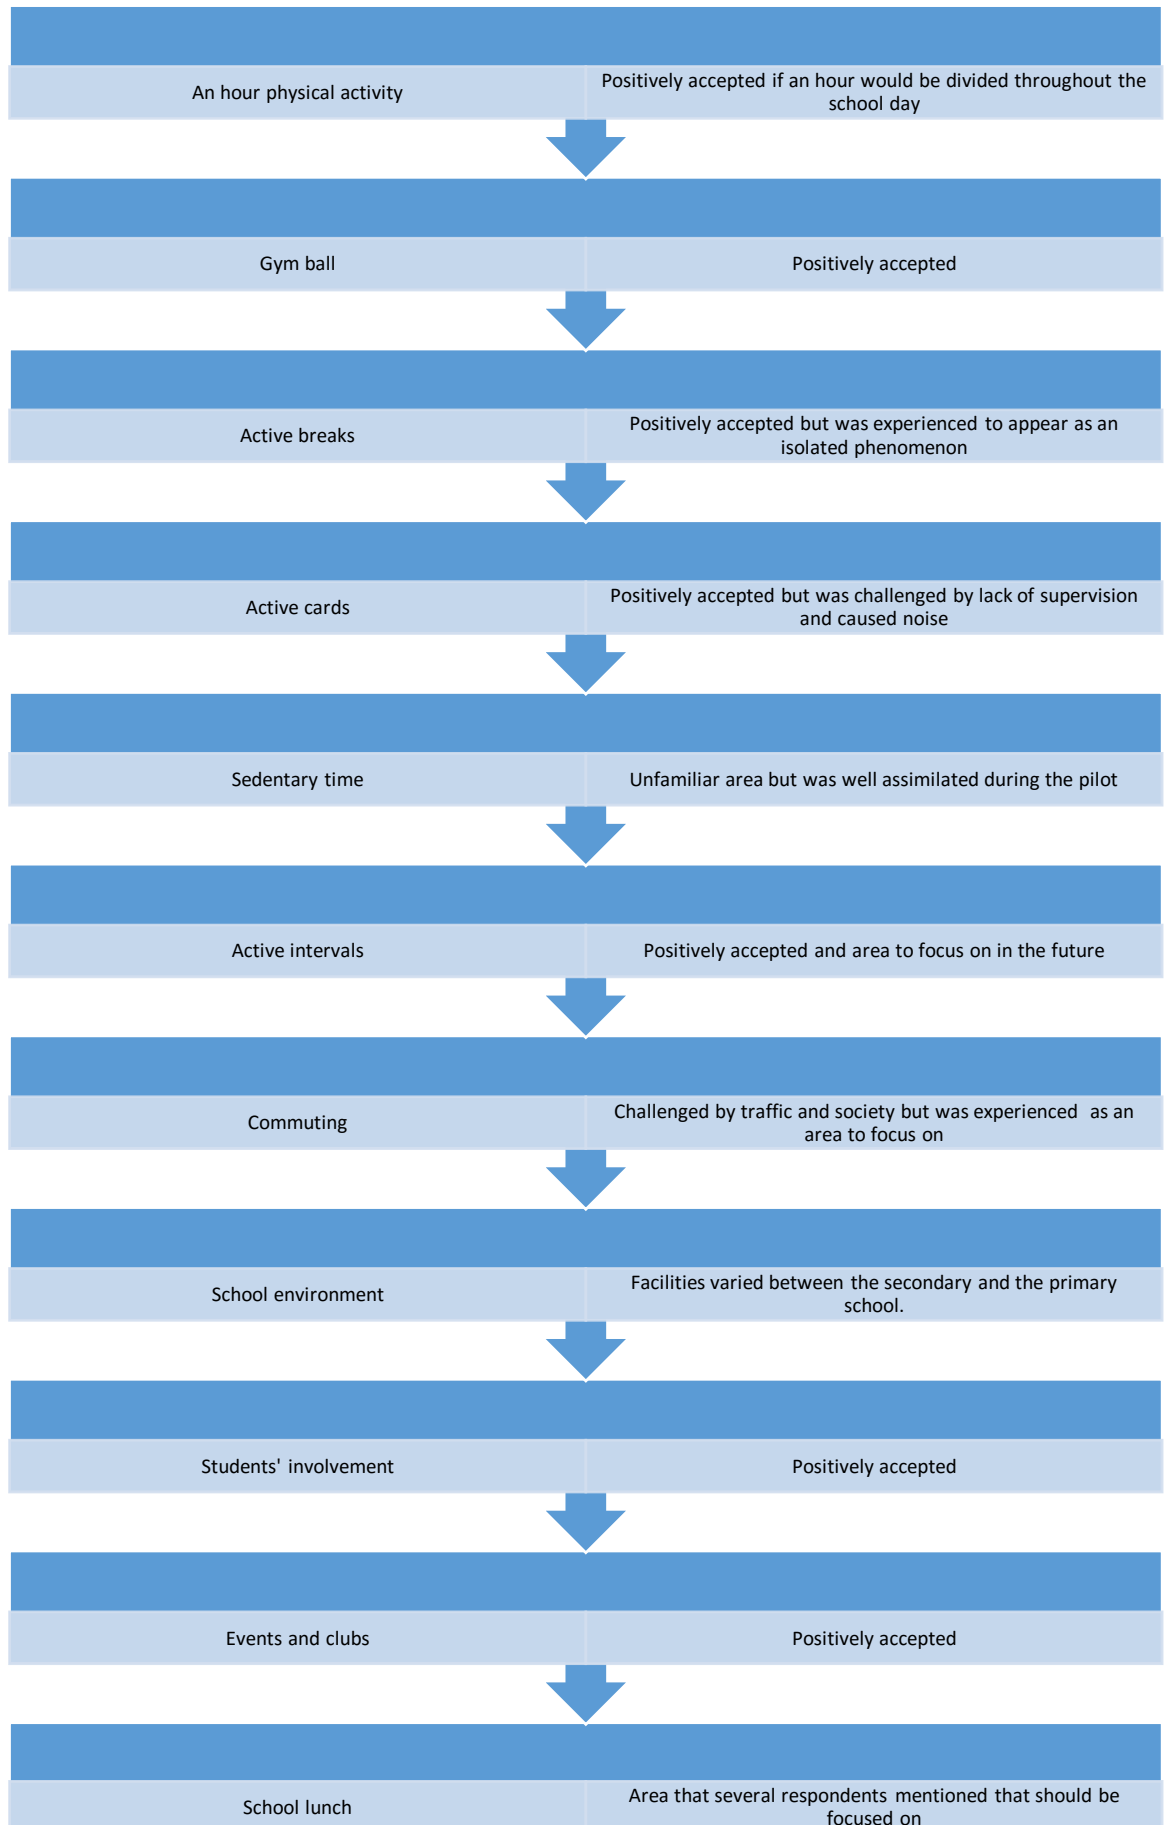 An hour physical activity
Positively accepted if an hour would be divided throughout the
school day
Gym ball
Positively accepted
Active breaks
Positively accepted but was experienced to appear as an
isolated phenomenon
Active cards
Positively accepted but was challenged by lack of supervision
and caused noise
Sedentary time
Unfamiliar area but was well assimilated during the pilot
Active intervals
Positively accepted and area to focus on in the future
Commuting
Challenged by traffic and society but was experienced  as an
area to focus on
School environment
Facilities varied between the secondary and the primary
school.
Students' involvement
Positively accepted
Events and clubs
Positively accepted
School lunch
Area that several respondents mentioned that should be
focused on